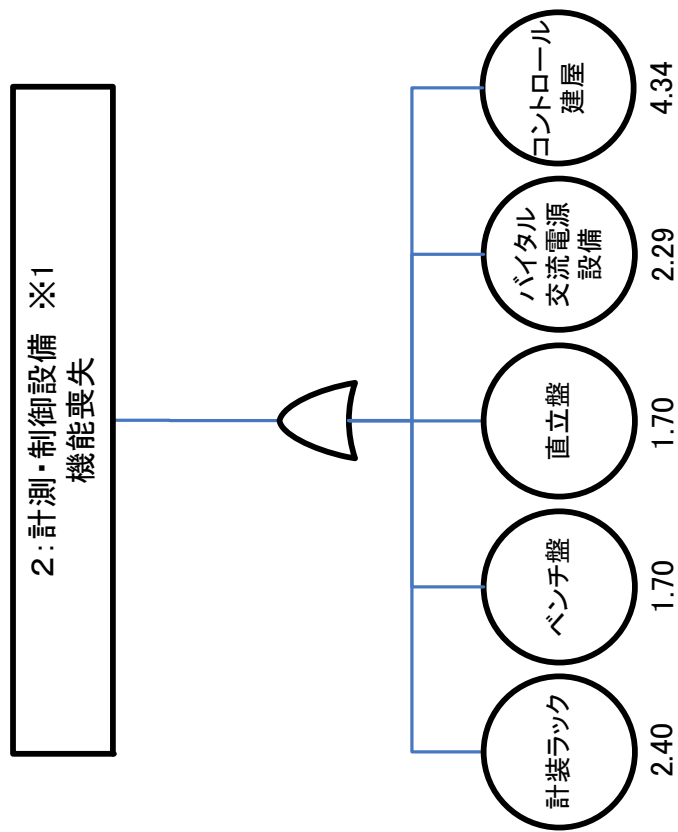 2：計測・制御設備　※1
機能喪失
計装ラック
2.40
ベンチ盤
1.70
直立盤
1.70
バイタル
交流電源
設備
2.29
コントロール
建屋
4.34